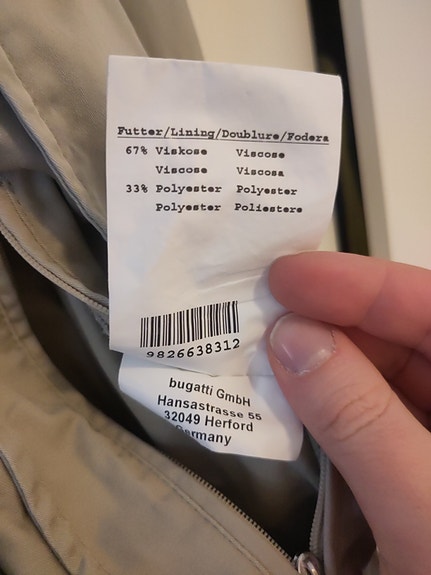 Futter/Lining/Doublure/Fodera
67% Viskose Viscose
Viscose Viscosa
33% Polyester Polyester
Polyester Poliestere
9826638312
bugatti GmbH
Hansastrasse 55
32049 Herford
Germany